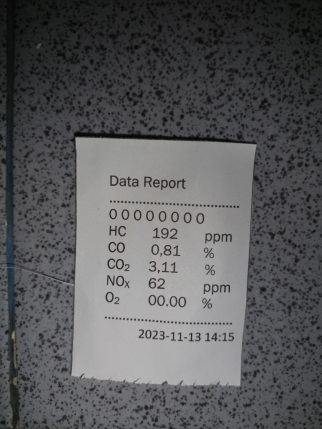 Data Report
00000000
HC 192 ppm
CO 0,81 %
CO₂ 3,11 %
NOx 62 ppm
O₂ 00.00 %
2023-11-13 14:15